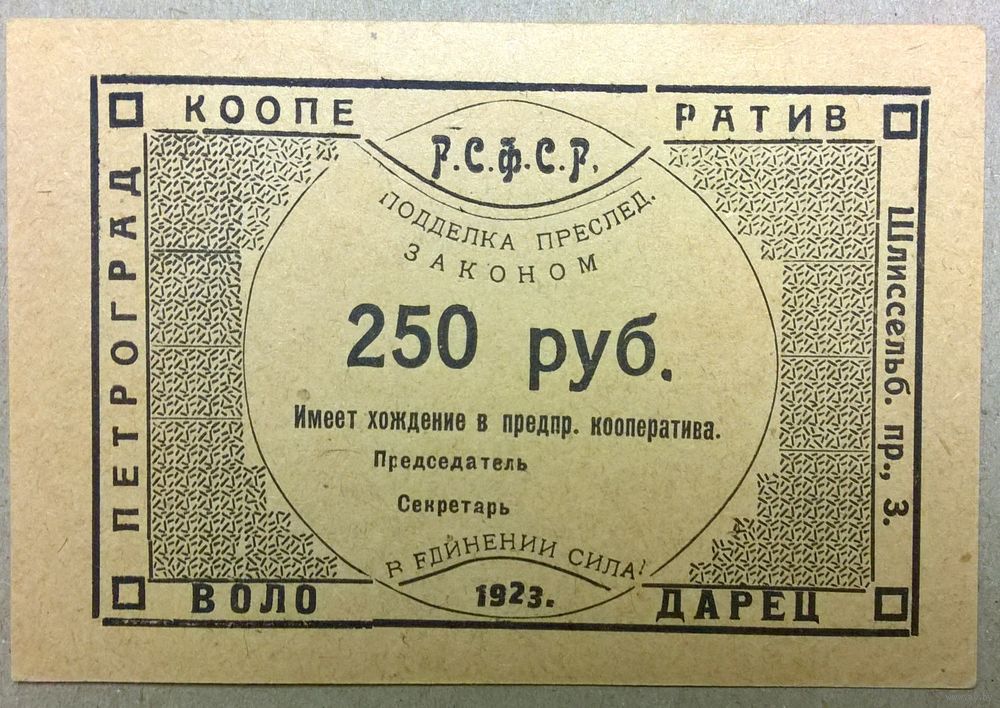 КООПЕ РАТИВ
Р.С.Ф.С.Р.
ПОДДЕЛКА ПРЕСЛЕД.
ЗАКОНОМ
250 руб.
Имеет хождение в предпр. кооператива.
Председатель
Секретарь
В ЕДИНЕНИИ СИЛА!
1923.
ВОЛО ДАРЕЦ
ПЕТРОГРАД
Шлиссельб. пр., 3.